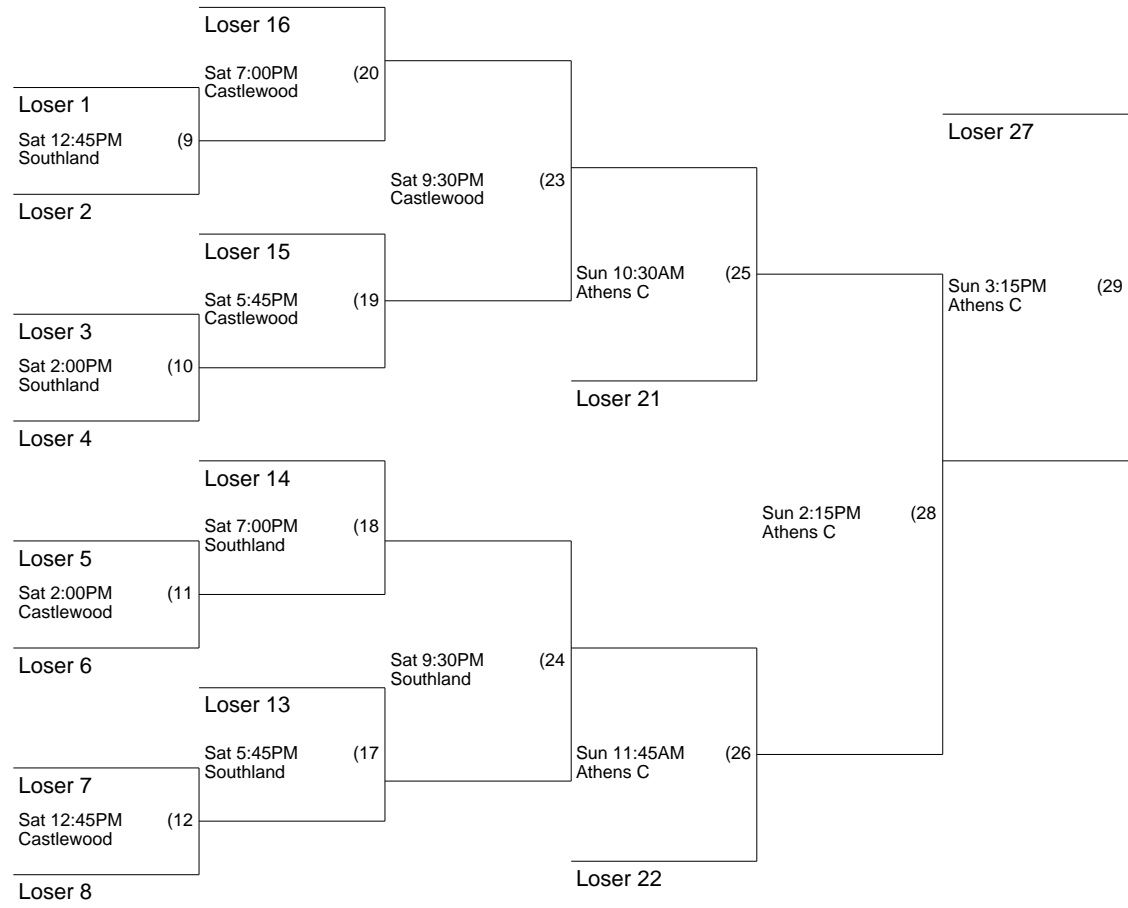 Loser 16
Sat 7:00PM (20
Castlewood
Loser 1
Sat 12:45PM (9
Southland
Loser 2
Loser 27
Sat 9:30PM (23
Castlewood
Loser 15
Sat 5:45PM (19
Castlewood
Loser 3
Sat 2:00PM (10
Southland
Loser 4
Sun 10:30AM (25
Athens C
Sun 3:15PM (29
Athens C
Loser 21
Loser 14
Sat 7:00PM (18
Southland
Loser 5
Sat 2:00PM (11
Castlewood
Loser 6
Sun 2:15PM (28
Athens C
Sat 9:30PM (24
Southland
Loser 13
Sat 5:45PM (17
Southland
Loser 7
Sat 12:45PM (12
Castlewood
Loser 8
Sun 11:45AM (26
Athens C
Loser 22